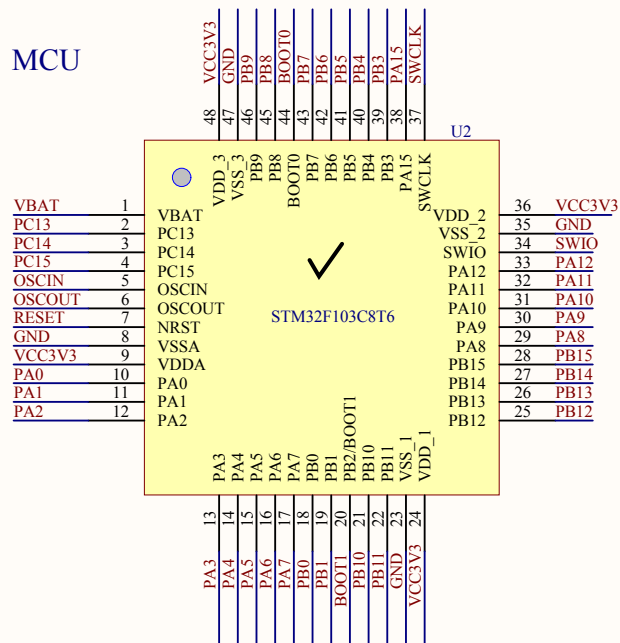 MCU
VCC3V3 GND PB9 PB8 BOOT0 PB7 PB6 PB5 PB4 PB3 PA15 SWCLK
48 47 46 45 44 43 42 41 40 39 38 37
U2
VDD_3 VSS_3 PB9 PB8 BOOT0 PB7 PB6 PB5 PB4 PB3 PA15 SWCLK
VBAT 1 VBAT
PC13 2 PC13
PC14 3 PC14
PC15 4 PC15
OSCIN 5 OSCIN
OSCOUT 6 OSCOUT
RESET 7 NRST
GND 8 VSSA
VCC3V3 9 VDDA
PA0 10 PA0
PA1 11 PA1
PA2 12 PA2
STM32F103C8T6
VDD_2 36 VCC3V3
VSS_2 35 GND
SWIO 34 SWIO
PA12 33 PA12
PA11 32 PA11
PA10 31 PA10
PA9 30 PA9
PA8 29 PA8
PB15 28 PB15
PB14 27 PB14
PB13 26 PB13
PB12 25 PB12
PA3 PA4 PA5 PA6 PA7 PB0 PB1 PB2/BOOT1 PB10 PB11 VSS_1 VDD_1
13 14 15 16 17 18 19 20 21 22 23 24
PA3 PA4 PA5 PA6 PA7 PB0 PB1 BOOT1 PB10 PB11 GND VCC3V3